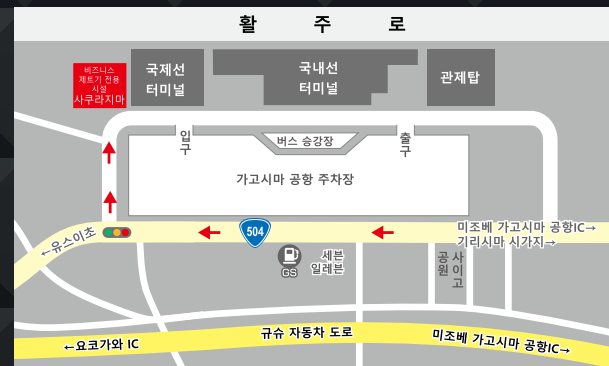 활 주 로
비즈니스
제트기 전용
시설
사쿠라지마
국제선
터미널
국내선
터미널
관제탑
입구
버스 승강장
출구
가고시마 공항 주차장
←유스이초
504
미조베 가고시마 공항IC→
기리시마 시가지→
GS
세븐
일레븐
사이고
공원
←요코가와 IC
규슈 자동차 도로
미조베 가고시마 공항IC→